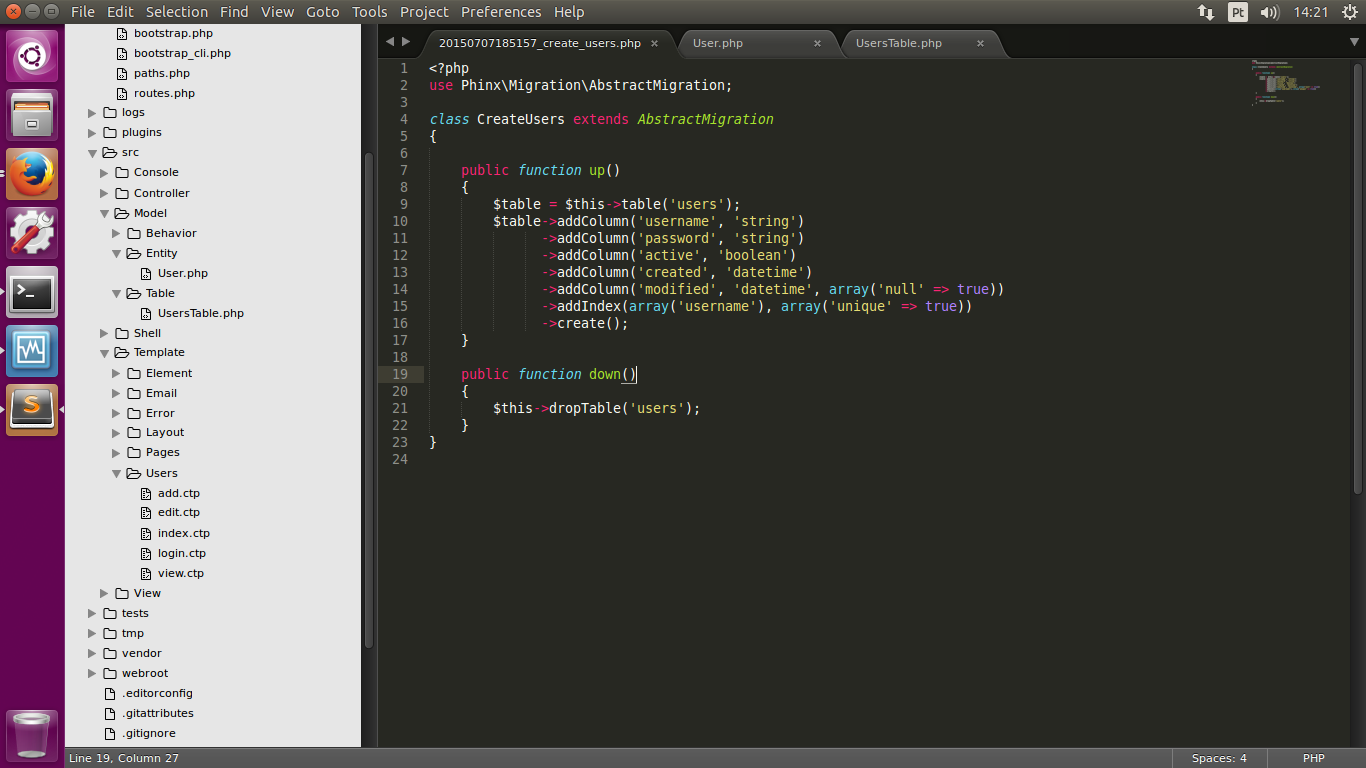 File Edit Selection Find View Goto Tools Project Preferences Help
Pt 14:21
bootstrap.php
bootstrap_cli.php
paths.php
routes.php
logs
plugins
src
Console
Controller
Model
Behavior
Entity
User.php
Table
UsersTable.php
Shell
Template
Element
Email
Error
Layout
Pages
Users
add.ctp
edit.ctp
index.ctp
login.ctp
view.ctp
View
tests
tmp
vendor
webroot
.editorconfig
.gitattributes
.gitignore
20150707185157_create_users.php × User.php × UsersTable.php ×
1 <?php
2 use Phinx\Migration\AbstractMigration;
3
4 class CreateUsers extends AbstractMigration
5 {
6
7 public function up()
8 {
9 $table = $this->table('users');
10 $table->addColumn('username', 'string')
11 ->addColumn('password', 'string')
12 ->addColumn('active', 'boolean')
13 ->addColumn('created', 'datetime')
14 ->addColumn('modified', 'datetime', array('null' => true))
15 ->addIndex(array('username'), array('unique' => true))
16 ->create();
17 }
18
19 public function down()
20 {
21 $this->dropTable('users');
22 }
23 }
24
Line 19, Column 27
Spaces: 4 PHP